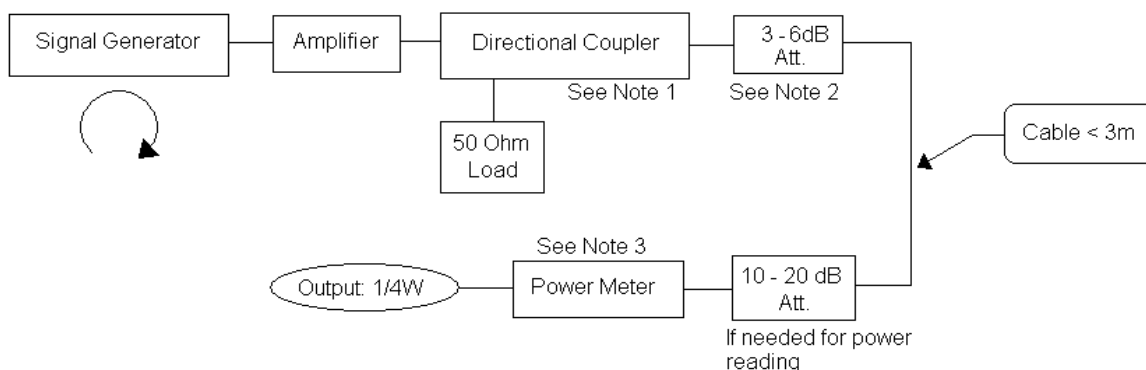 Signal Generator
Amplifier
Directional Coupler
3 - 6dB
Att.
See Note 1
See Note 2
50 Ohm
Load
Cable < 3m
See Note 3
Output: 1/4W
Power Meter
10 - 20 dB
Att.
If needed for power
reading